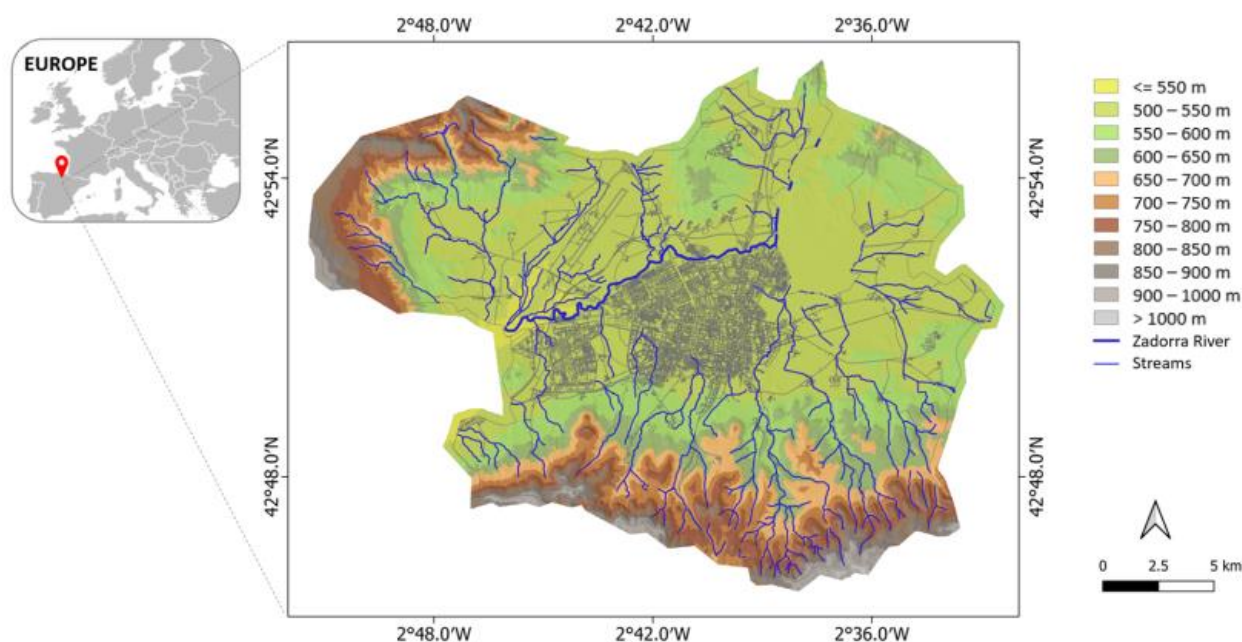 2°48.0'W 2°42.0'W 2°36.0'W
EUROPE
<= 550 m
500 – 550 m
550 – 600 m
600 – 650 m
650 – 700 m
700 – 750 m
750 – 800 m
800 – 850 m
850 – 900 m
900 – 1000 m
> 1000 m
Zadorra River
Streams
42°54.0'N 42°54.0'N
42°48.0'N 42°48.0'N
0 2.5 5 km
2°48.0'W 2°42.0'W 2°36.0'W